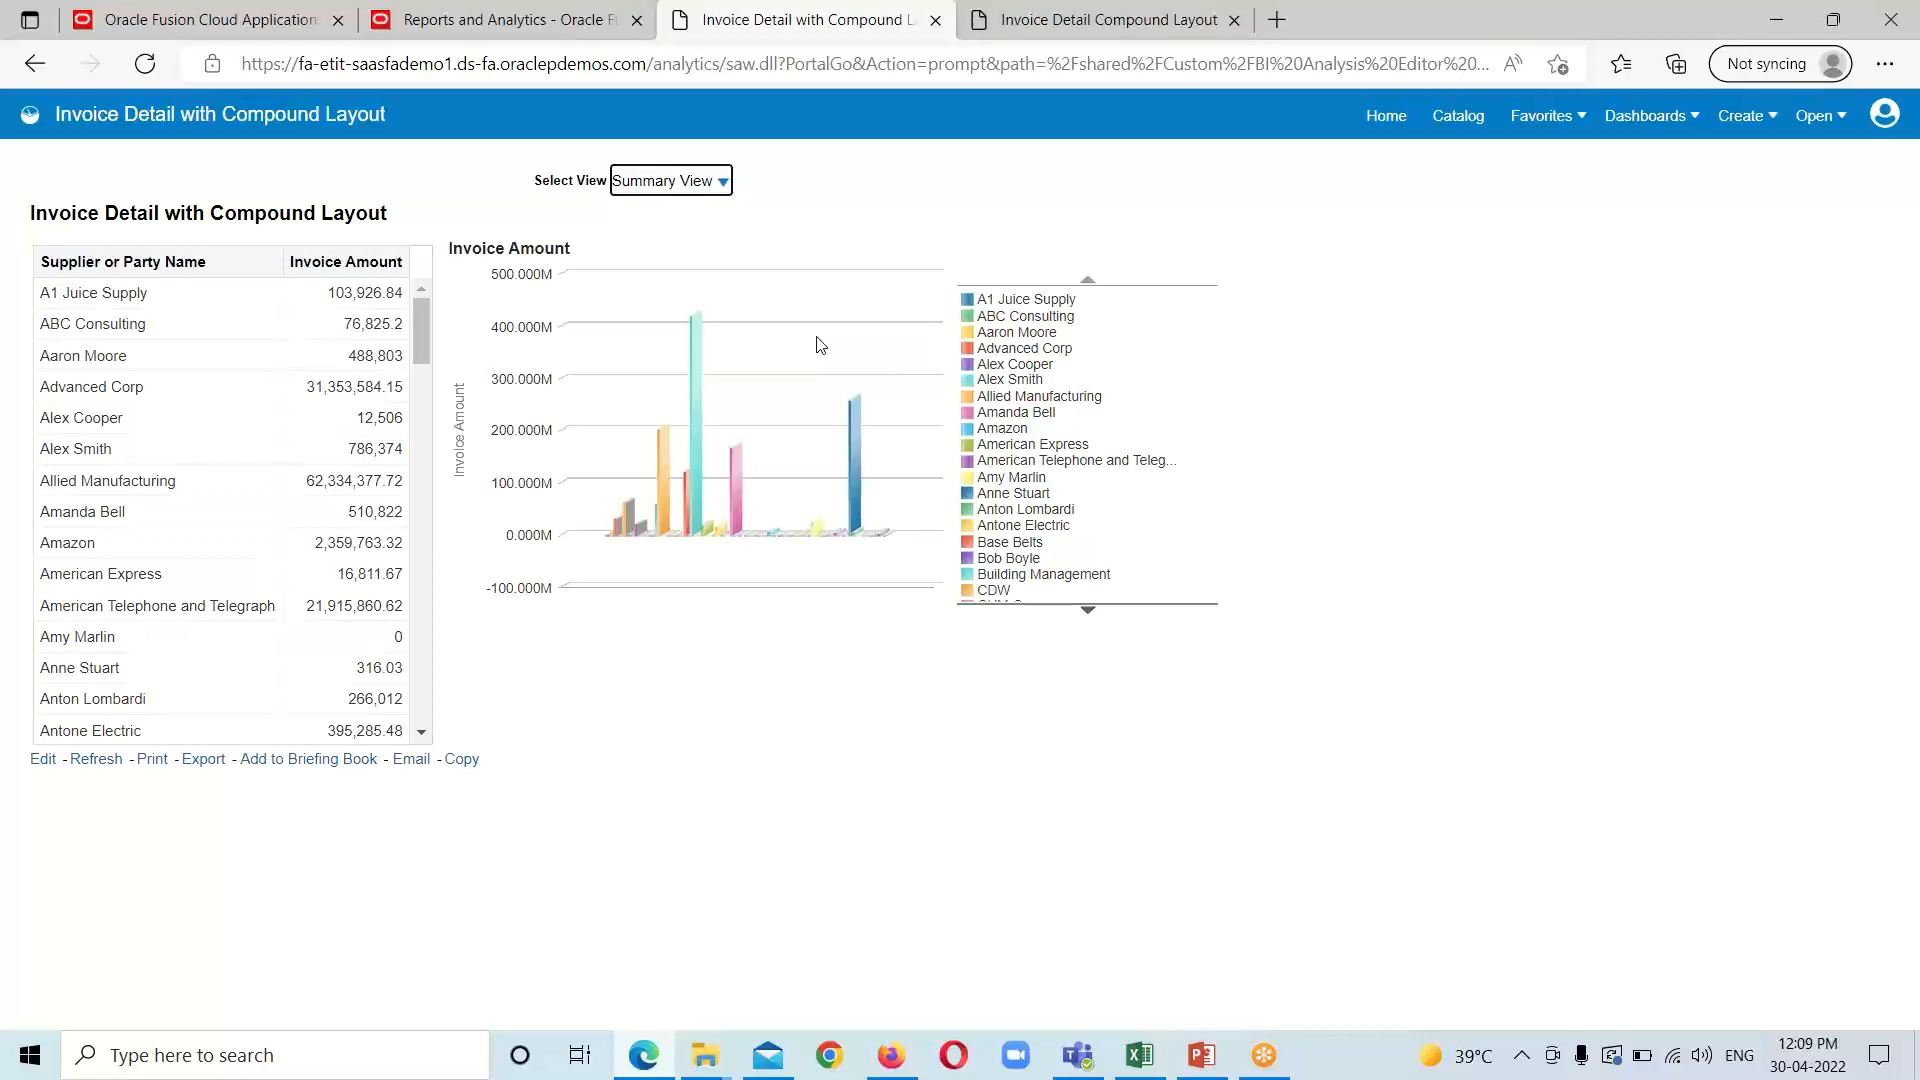 Oracle Fusion Cloud Application
Reports and Analytics - Oracle F
Invoice Detail with Compound L
Invoice Detail Compound Layout
https://fa-etit-saasfademo1.ds-fa.oraclepdemos.com/analytics/saw.dll?PortalGo&Action=prompt&path=%2Fshared%2FCustom%2FBI%20Analysis%20Editor%20...
Not syncing
Invoice Detail with Compound Layout
Home
Catalog
Favorites
Dashboards
Create
Open
Select View Summary View
Invoice Detail with Compound Layout
Supplier or Party Name Invoice Amount
A1 Juice Supply 103,926.84
ABC Consulting 76,825.2
Aaron Moore 488,803
Advanced Corp 31,353,584.15
Alex Cooper 12,506
Alex Smith 786,374
Allied Manufacturing 62,334,377.72
Amanda Bell 510,822
Amazon 2,359,763.32
American Express 16,811.67
American Telephone and Telegraph 21,915,860.62
Amy Marlin 0
Anne Stuart 316.03
Anton Lombardi 266,012
Antone Electric 395,285.48
Edit - Refresh - Print - Export - Add to Briefing Book - Email - Copy
Invoice Amount
Invoice Amount
500.000M
400.000M
300.000M
200.000M
100.000M
0.000M
-100.000M
A1 Juice Supply
ABC Consulting
Aaron Moore
Advanced Corp
Alex Cooper
Alex Smith
Allied Manufacturing
Amanda Bell
Amazon
American Express
American Telephone and Teleg...
Amy Marlin
Anne Stuart
Anton Lombardi
Antone Electric
Base Belts
Bob Boyle
Building Management
CDW
Type here to search
39°C
ENG
12:09 PM
30-04-2022